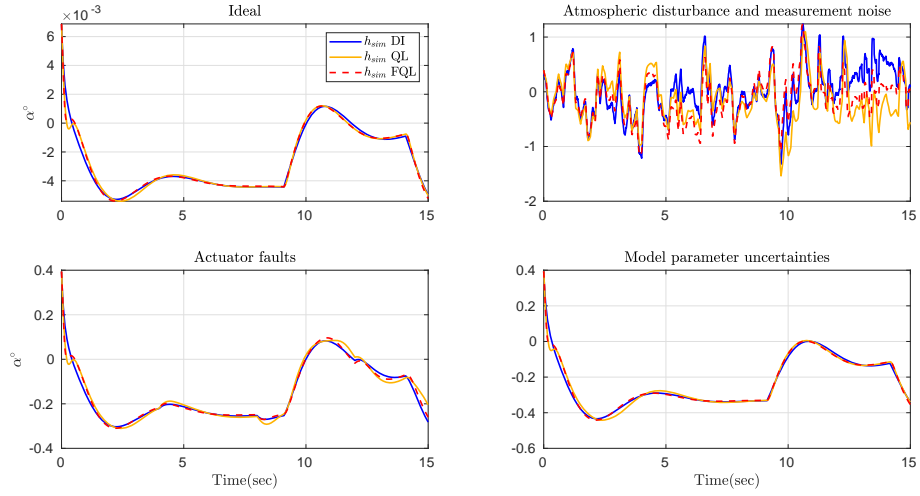 Ideal
×10⁻³
6
4
2
0
-2
-4
α°
h_sim DI
h_sim QL
h_sim FQL
0 5 10 15
Atmospheric disturbance and measurement noise
1
0
-1
-2
0 5 10 15
Actuator faults
0.4
0.2
0
-0.2
-0.4
α°
0 5 10 15
Time(sec)
Model parameter uncertainties
0.4
0.2
0
-0.2
-0.4
-0.6
0 5 10 15
Time(sec)